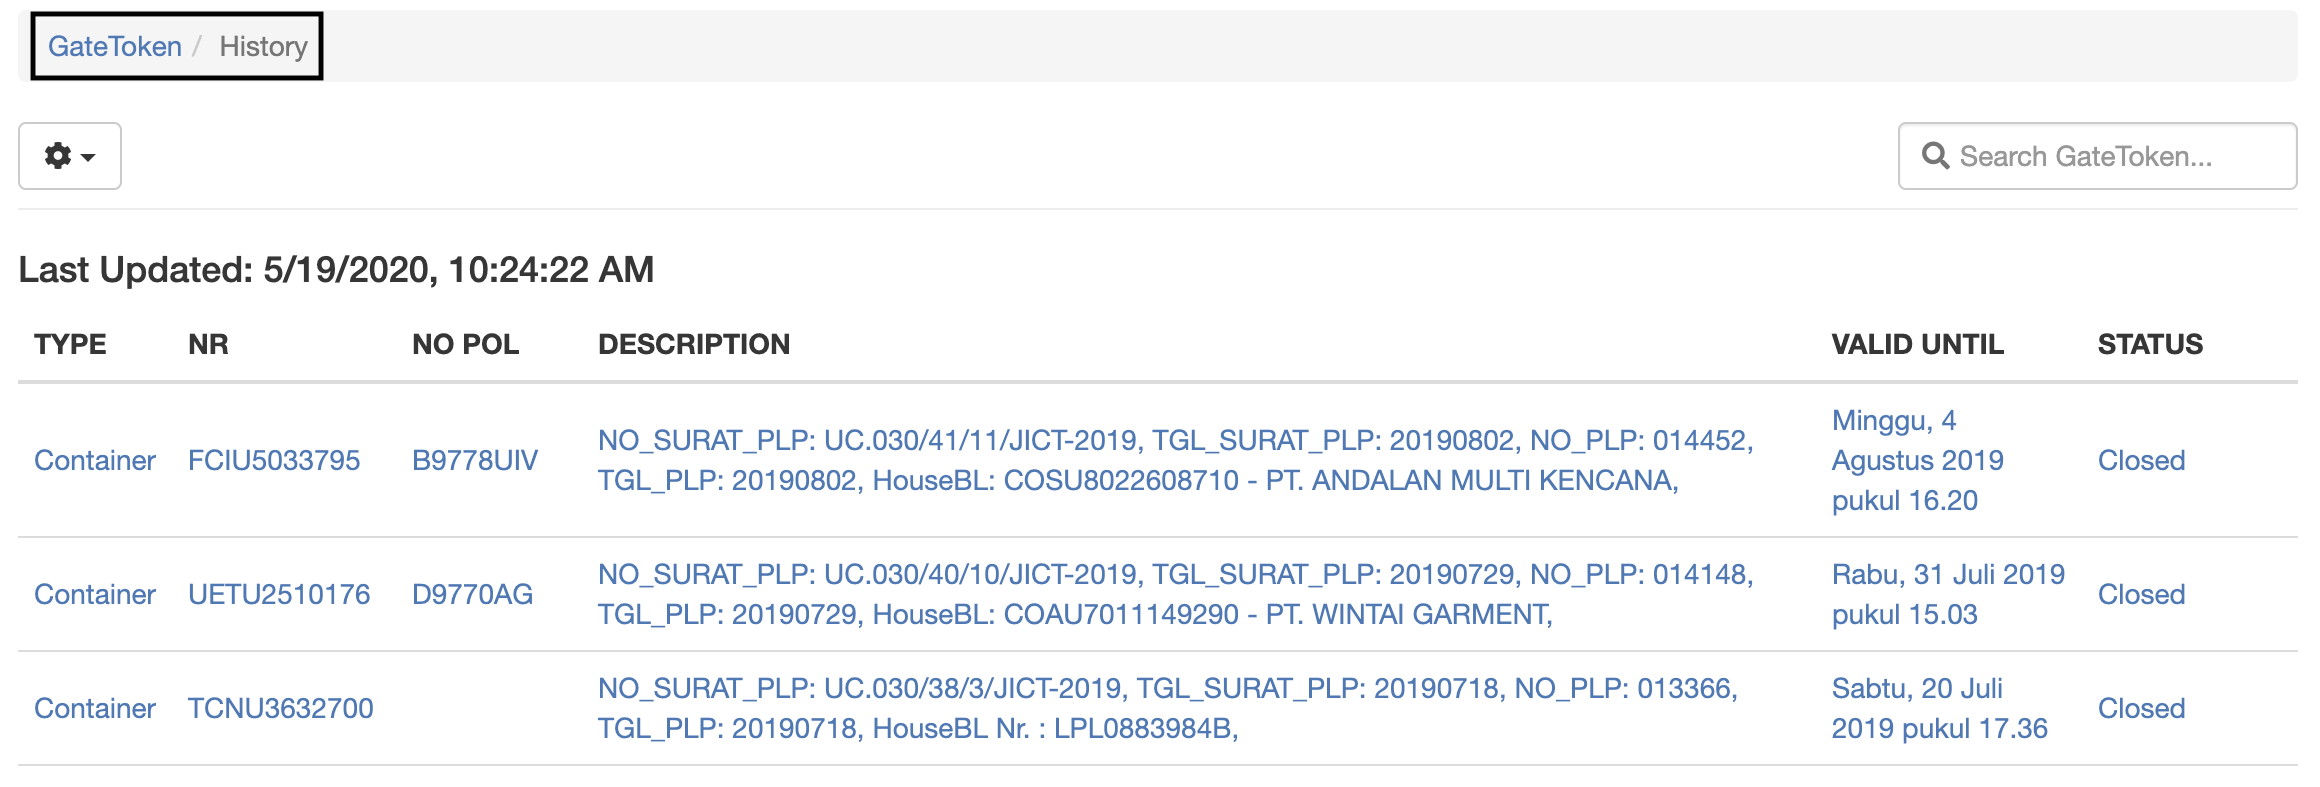 GateToken / History
Search GateToken...
Last Updated: 5/19/2020, 10:24:22 AM
TYPE NR NO POL DESCRIPTION VALID UNTIL STATUS
Container FCIU5033795 B9778UIV
NO_SURAT_PLP: UC.030/41/11/JICT-2019, TGL_SURAT_PLP: 20190802, NO_PLP: 014452,
TGL_PLP: 20190802, HouseBL: COSU8022608710 - PT. ANDALAN MULTI KENCANA,
Minggu, 4
Agustus 2019
pukul 16.20
Closed
Container UETU2510176 D9770AG
NO_SURAT_PLP: UC.030/40/10/JICT-2019, TGL_SURAT_PLP: 20190729, NO_PLP: 014148,
TGL_PLP: 20190729, HouseBL: COAU7011149290 - PT. WINTAI GARMENT,
Rabu, 31 Juli 2019
pukul 15.03
Closed
Container TCNU3632700
NO_SURAT_PLP: UC.030/38/3/JICT-2019, TGL_SURAT_PLP: 20190718, NO_PLP: 013366,
TGL_PLP: 20190718, HouseBL Nr. : LPL0883984B,
Sabtu, 20 Juli
2019 pukul 17.36
Closed